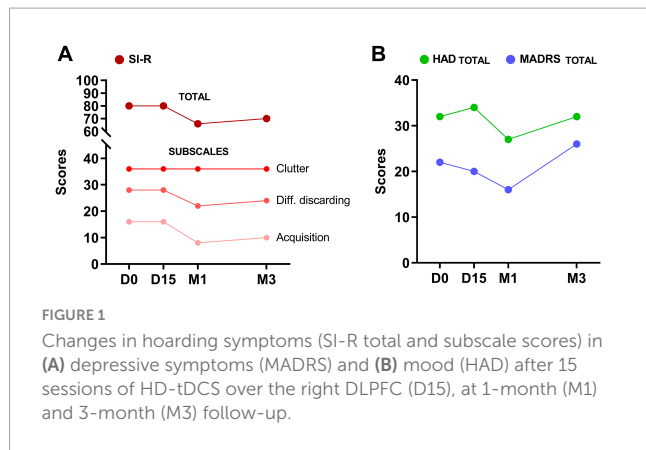 A
SI-R
100
90
80
70
60
TOTAL
SUBSCALES
40
30
20
10
0
Scores
Clutter
Diff. discarding
Acquisition
D0 D15 M1 M3
B
HAD TOTAL MADRS TOTAL
40
30
20
10
0
Scores
D0 D15 M1 M3
FIGURE 1
Changes in hoarding symptoms (SI-R total and subscale scores) in
(A) depressive symptoms (MADRS) and (B) mood (HAD) after 15
sessions of HD-tDCS over the right DLPFC (D15), at 1-month (M1)
and 3-month (M3) follow-up.